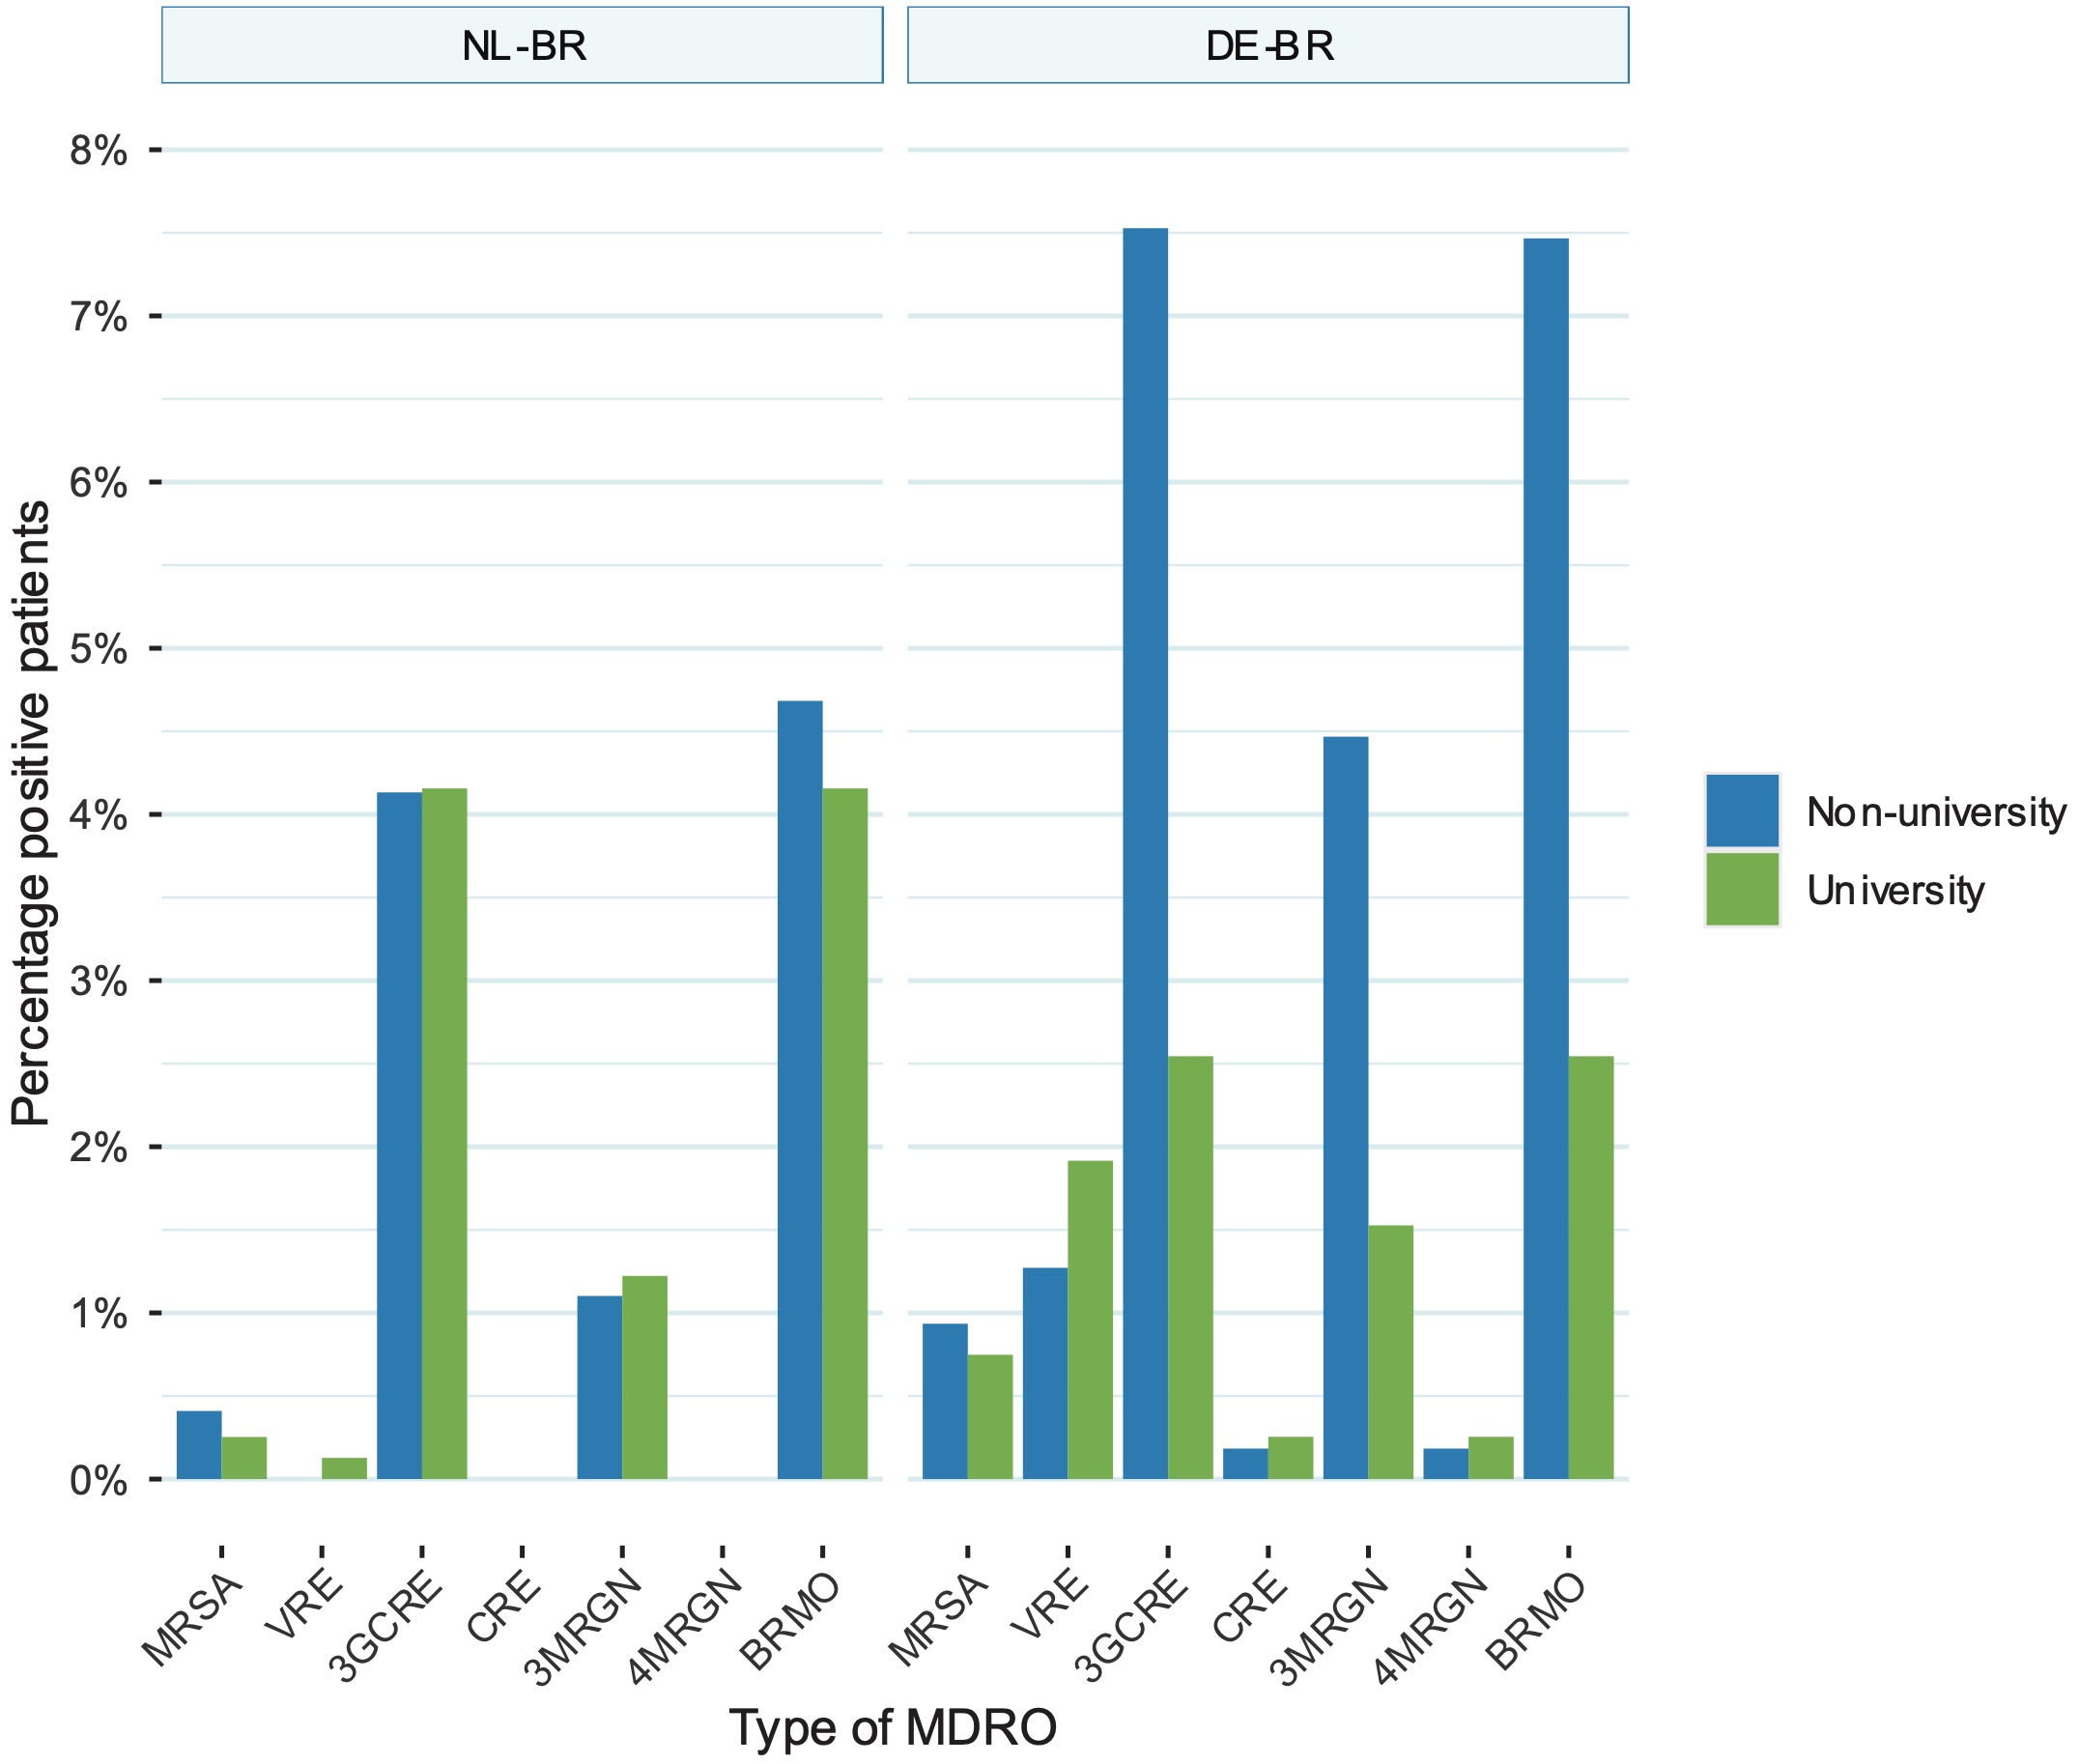 NL-BR
DE-BR
8%
7%
6%
5%
4%
3%
2%
1%
0%
Percentage positive patients
MRSA
VRE
3GCRE
CRE
3MRGN
4MRGN
BRMO
MRSA
VRE
3GCRE
CRE
3MRGN
4MRGN
BRMO
Type of MDRO
Non-university
University